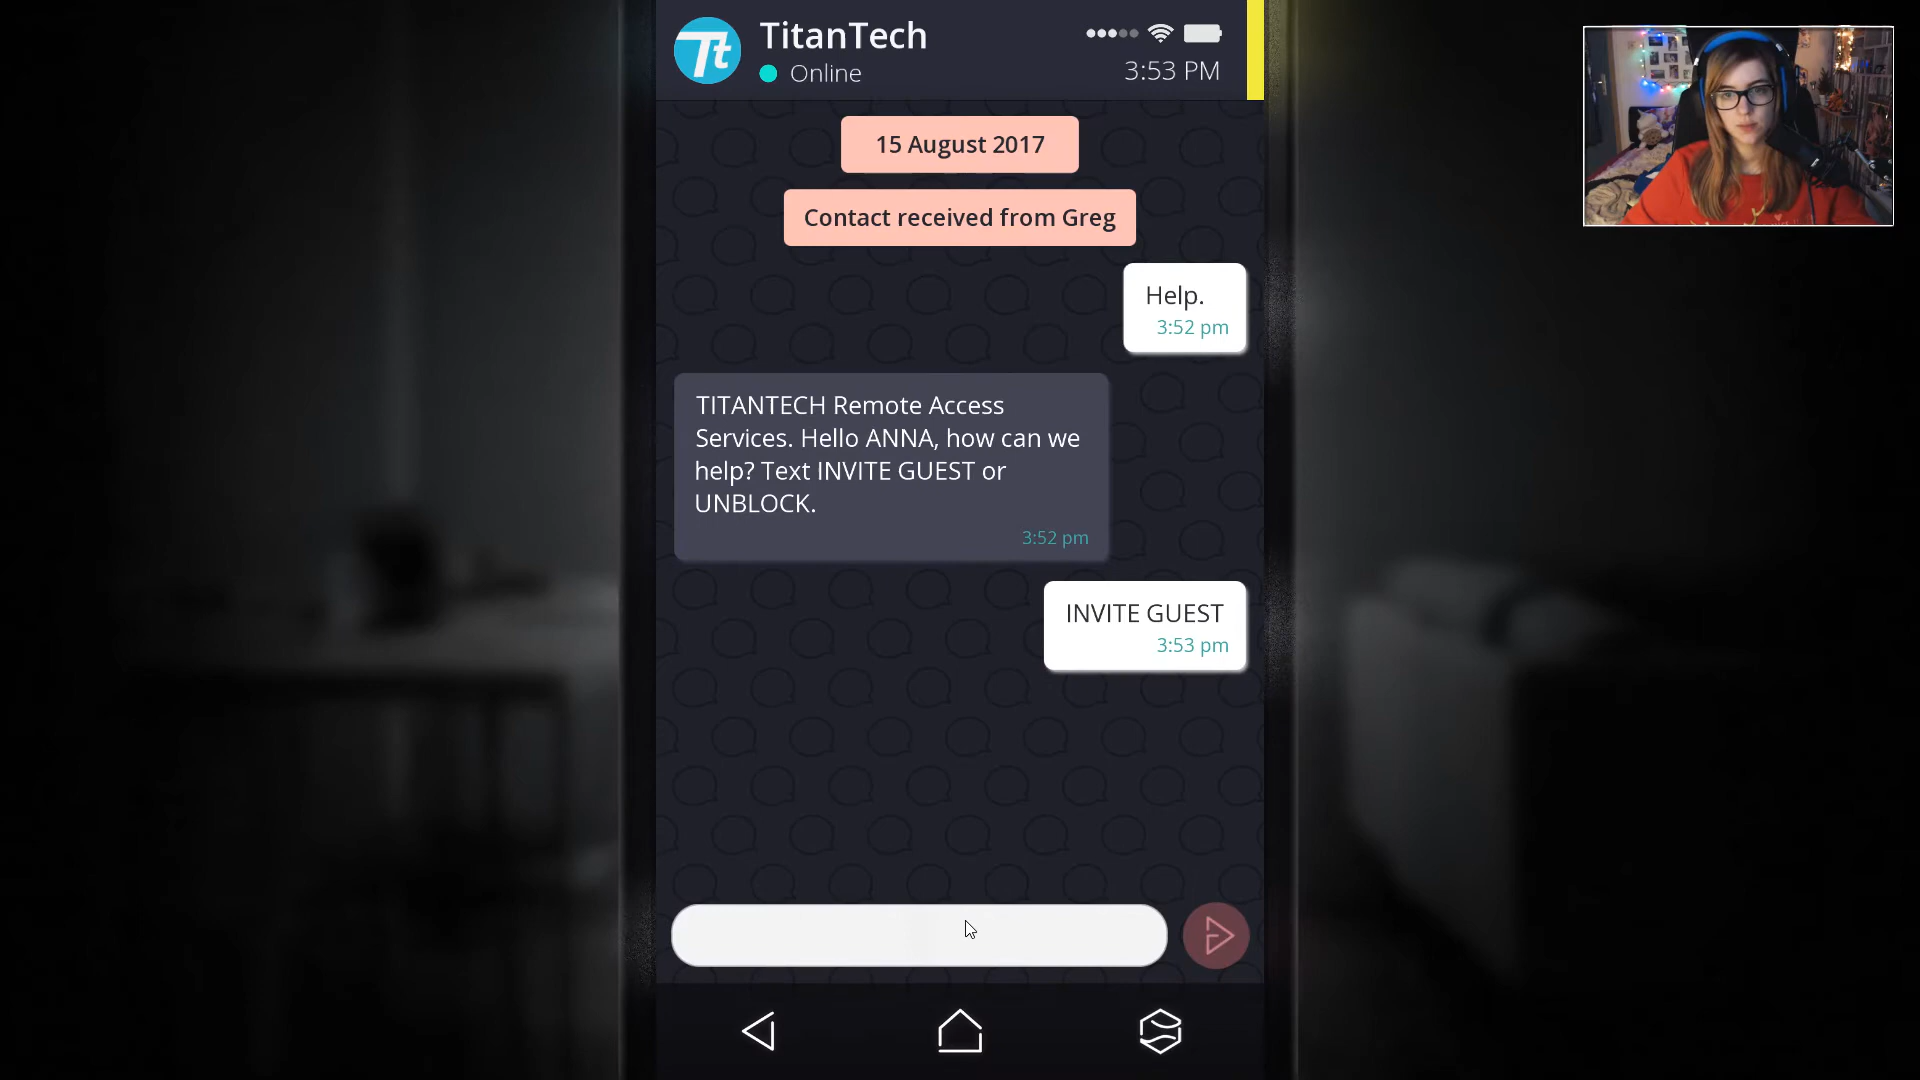 Tt
TitanTech
Online
3:53 PM
15 August 2017
Contact received from Greg
Help.
3:52 pm
TITANTECH Remote Access
Services. Hello ANNA, how can we
help? Text INVITE GUEST or
UNBLOCK.
3:52 pm
INVITE GUEST
3:53 pm